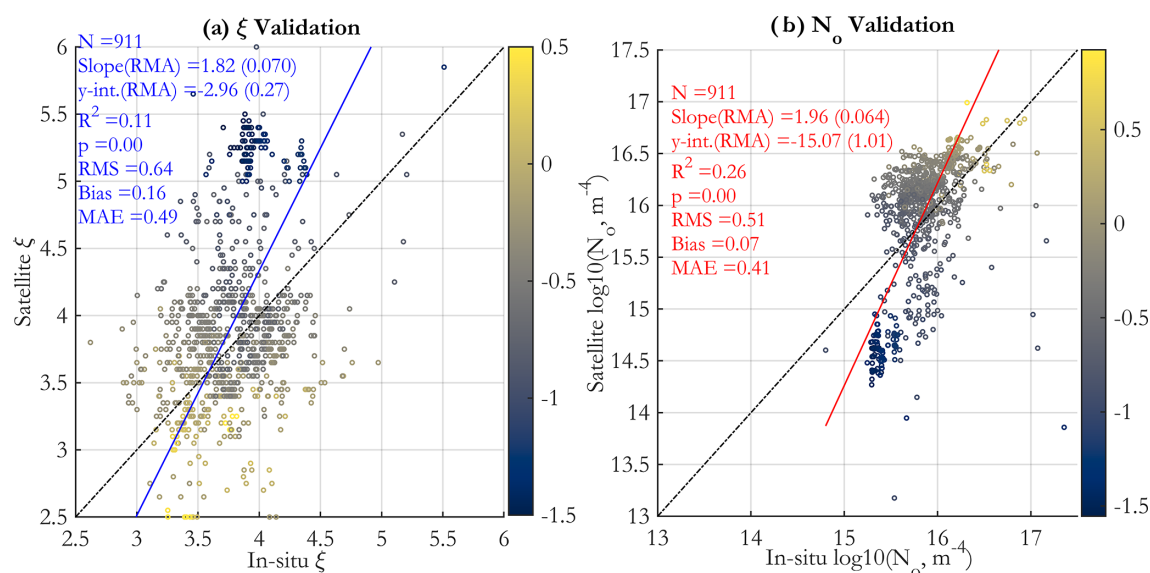 (a) ξ Validation
N =911
Slope(RMA) =1.82 (0.070)
y-int.(RMA) =-2.96 (0.27)
R2 =0.11
p =0.00
RMS =0.64
Bias =0.16
MAE =0.49
Satellite ξ
6
5.5
5
4.5
4
3.5
3
2.5
2.5 3 3.5 4 4.5 5 5.5 6
In-situ ξ
0.5
0
-0.5
-1
-1.5
(b) No Validation
N =911
Slope(RMA) =1.96 (0.064)
y-int.(RMA) =-15.07 (1.01)
R2 =0.26
p =0.00
RMS =0.51
Bias =0.07
MAE =0.41
Satellite log10(No, m-4)
17.5
17
16.5
16
15.5
15
14.5
14
13.5
13
13 14 15 16 17
In-situ log10(No, m-4)
0.5
0
-0.5
-1
-1.5